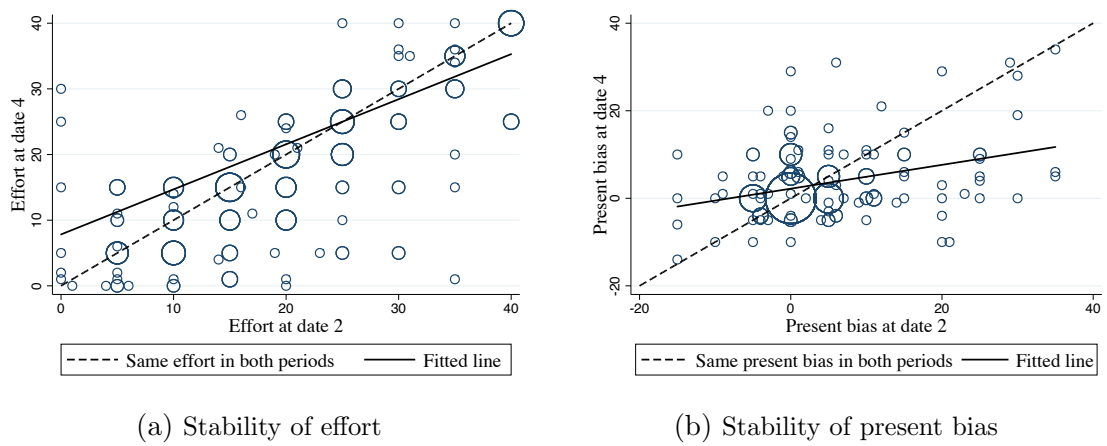 Effort at date 4
40
30
20
10
0
0 10 20 30 40
Effort at date 2
Same effort in both periods Fitted line
(a) Stability of effort
Present bias at date 4
40
20
0
-20
-20 0 20 40
Present bias at date 2
Same present bias in both periods Fitted line
(b) Stability of present bias